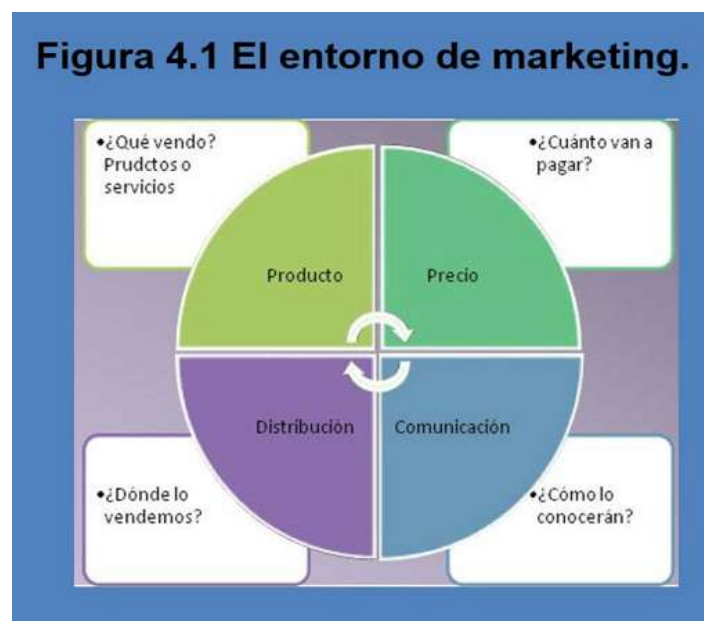 Figura 4.1 El entorno de marketing.
•¿Qué vendo?
Prudctos o
servicios
•¿Cuánto van a
pagar?
Producto
Precio
Distribución
Comunicación
•¿Dónde lo
vendemos?
•¿Cómo lo
conocerán?